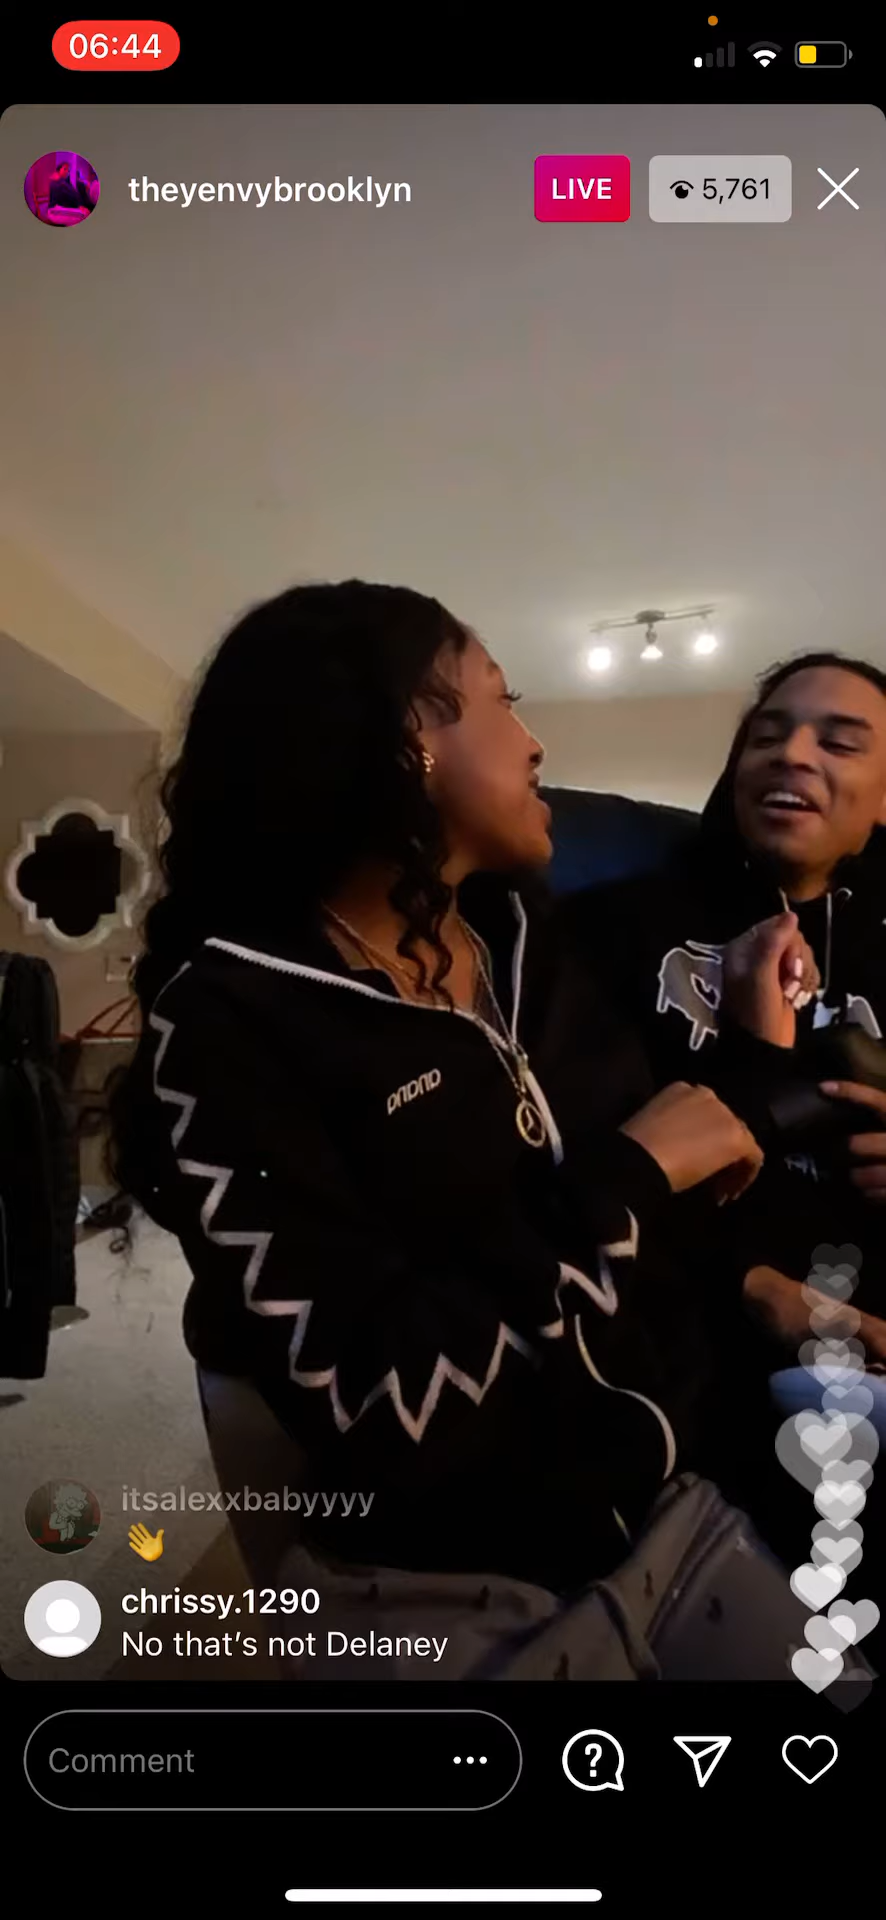 06:44
theyenvybrooklyn
LIVE
5,761
itsalexxbabyyyy
👋
chrissy.1290
No that's not Delaney
Comment